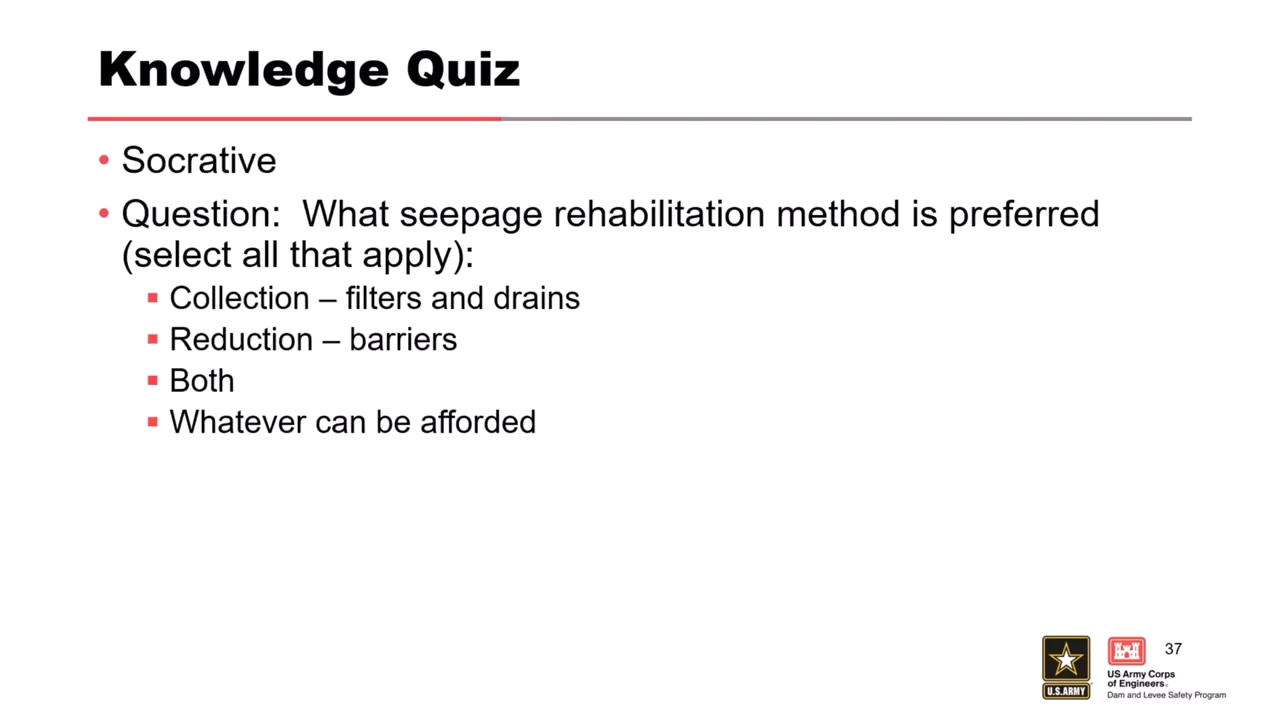 Knowledge Quiz
• Socrative
• Question:  What seepage rehabilitation method is preferred
(select all that apply):
▪ Collection – filters and drains
▪ Reduction – barriers
▪ Both
▪ Whatever can be afforded
37
U.S.ARMY
US Army Corps
of Engineers®
Dam and Levee Safety Program